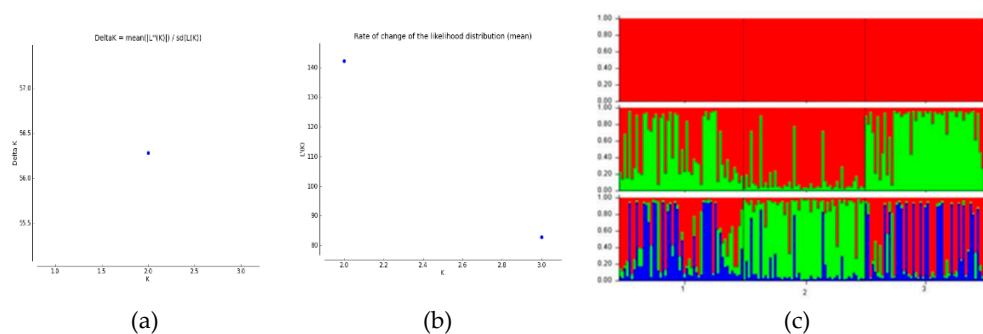 DeltaK = mean(|L''(K)|) / sd(L(K))
Delta K
57.0
56.5
56.0
55.5
1.0 1.5 2.0 2.5 3.0
K
(a)
Rate of change of the likelihood distribution (mean)
L'(K)
140
130
120
110
100
90
80
2.0 2.2 2.4 2.6 2.8 3.0
K
(b)
1.00
0.80
0.60
0.40
0.20
0.00
1.00
0.80
0.60
0.40
0.20
0.00
1.00
0.80
0.60
0.40
0.20
0.00
1 2 3
(c)